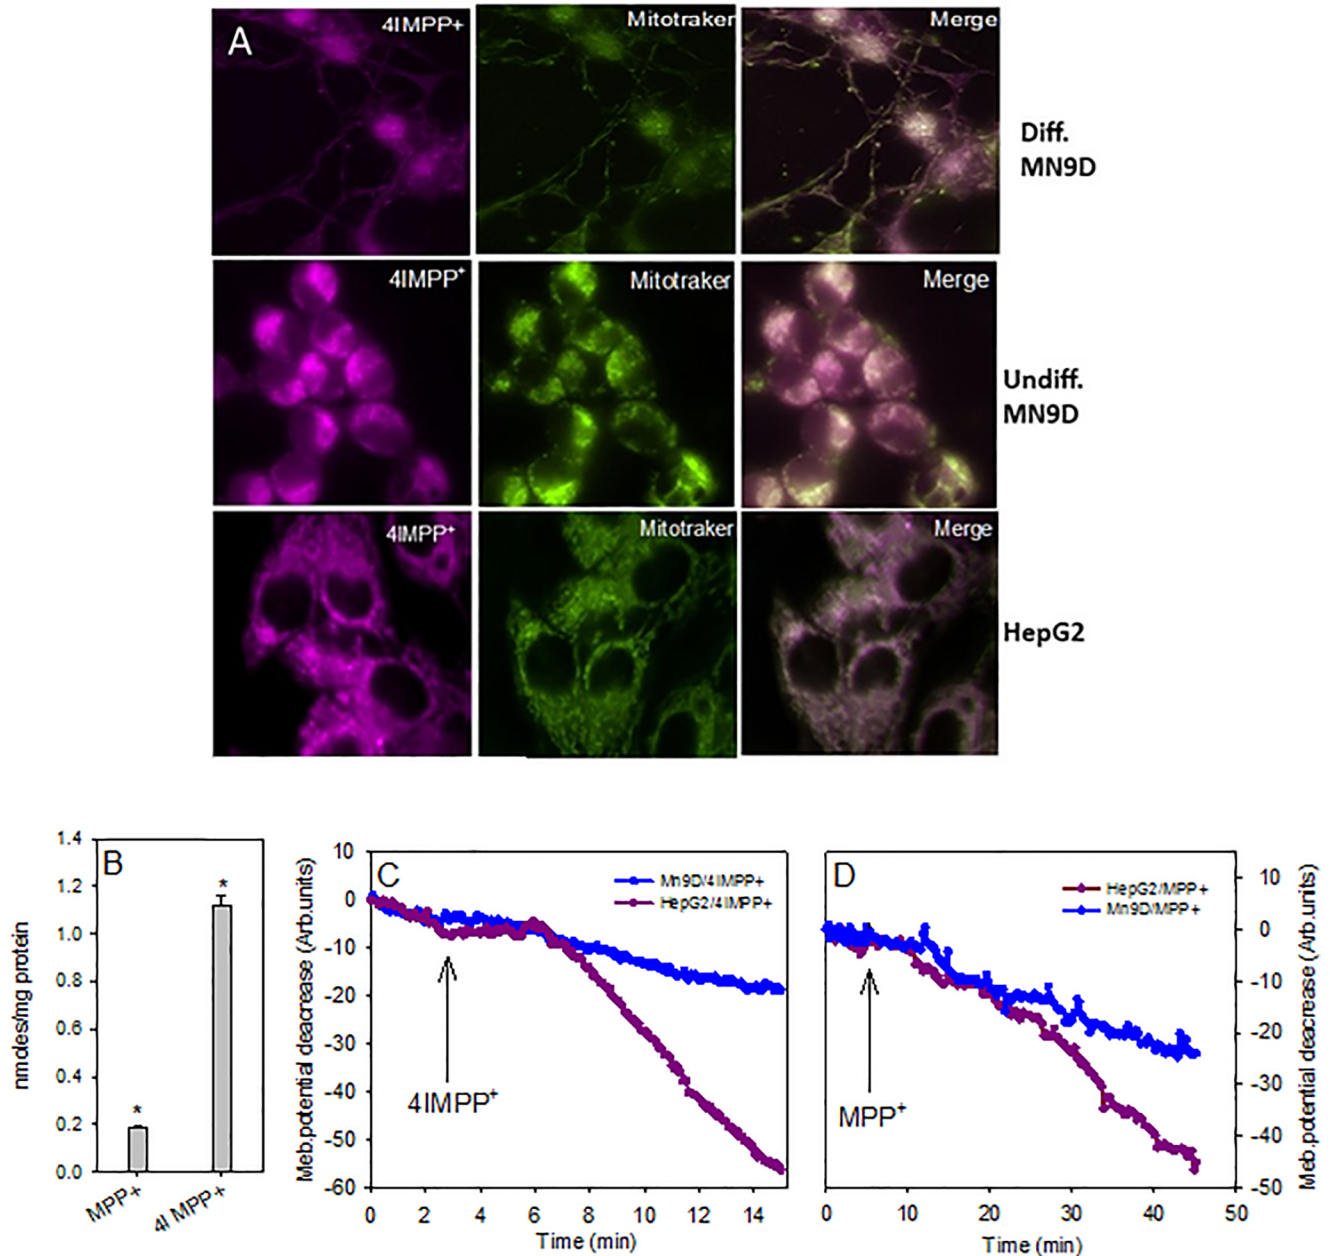 A
4IMPP+
Mitotraker
Merge
Diff.
MN9D
4IMPP+
Mitotraker
Merge
Undiff.
MN9D
4IMPP+
Mitotraker
Merge
HepG2
B
nmoles/mg protein
1.4
1.2
1.0
0.8
0.6
0.4
0.2
0.0
*
*
MPP+
4I MPP+
C
Meb.potential deacrease (Arb.units)
10
0
-10
-20
-30
-40
-50
-60
Mn9D/4IMPP+
HepG2/4IMPP+
4IMPP+
0 2 4 6 8 10 12 14
Time (min)
D
HepG2/MPP+
Mn9D/MPP+
MPP+
10
0
-10
-20
-30
-40
-50
Meb.potential deacrease (Arb.units)
0 10 20 30 40 50
Time (min)